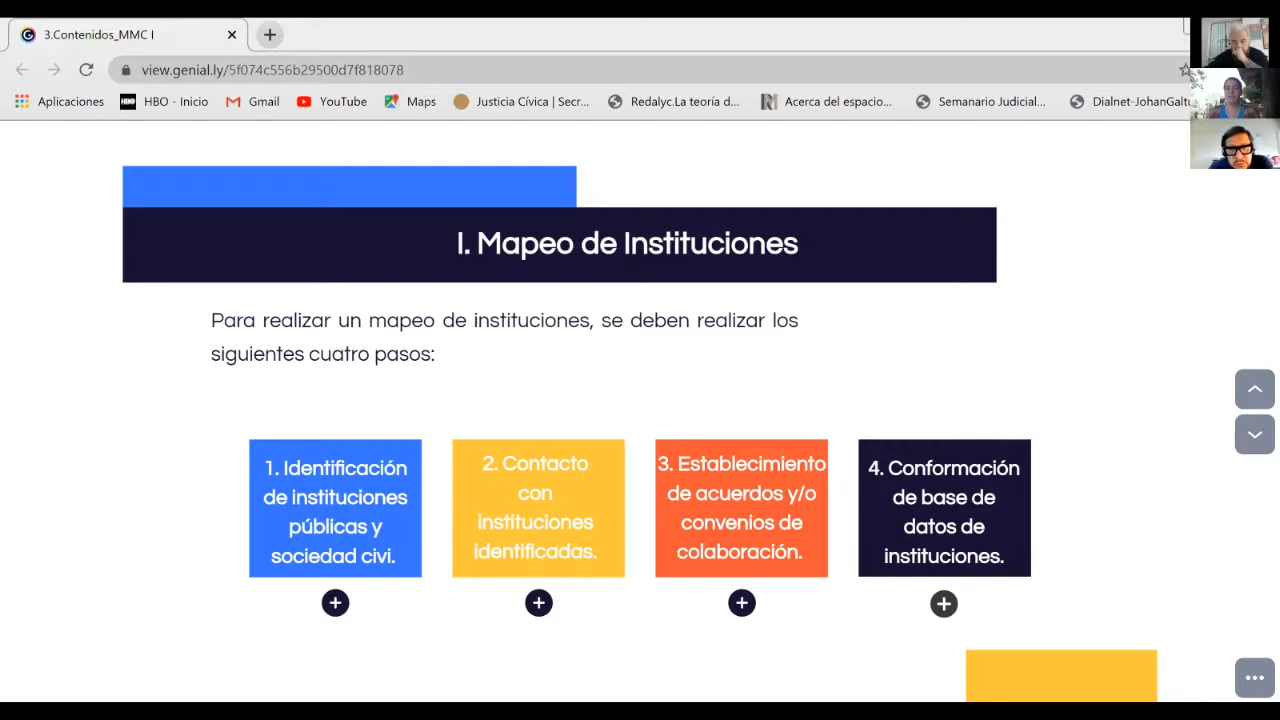 3.Contenidos_MMC I
view.genial.ly/5f074c556b29500d7f818078
Aplicaciones
HBO - Inicio
Gmail
YouTube
Maps
Justicia Cívica | Secr...
Redalyc.La teoría d...
Acerca del espacio...
Semanario Judicial...
Dialnet-JohanGaltu
I. Mapeo de Instituciones
Para realizar un mapeo de instituciones, se deben realizar los
siguientes cuatro pasos:
1. Identificación
de instituciones
públicas y
sociedad civi.
2. Contacto
con
instituciones
identificadas.
3. Establecimiento
de acuerdos y/o
convenios de
colaboración.
4. Conformación
de base de
datos de
instituciones.